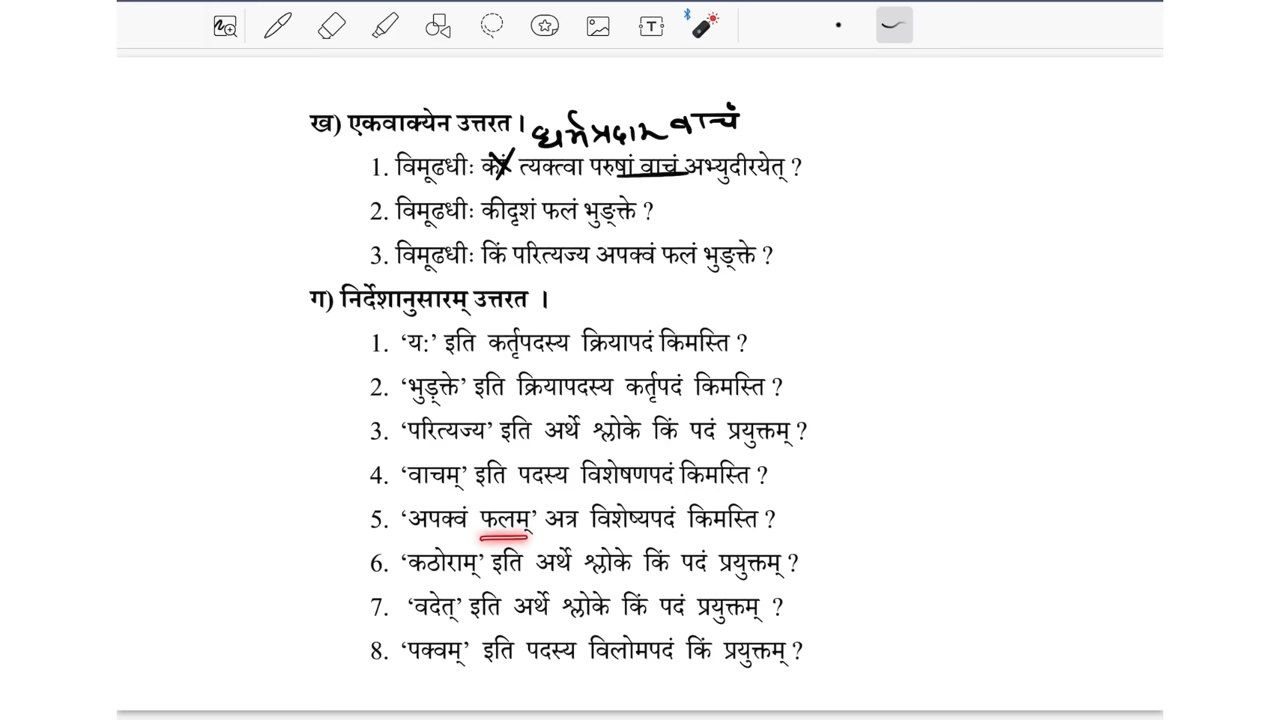 ख) एकवाक्येन उत्तरत ।
धर्मप्रदाम् वाचं
1. विमूढधीः कां त्यक्त्वा परुषां वाचं अभ्युदीरयेत् ?
2. विमूढधीः कीदृशं फलं भुङ्क्ते ?
3. विमूढधीः किं परित्यज्य अपक्वं फलं भुङ्क्ते ?
ग) निर्देशानुसारम् उत्तरत ।
1. ‘य:’ इति कर्तृपदस्य क्रियापदं किमस्ति ?
2. ‘भुड़्क्ते’ इति क्रियापदस्य कर्तृपदं किमस्ति ?
3. ‘परित्यज्य’ इति अर्थे श्लोके किं पदं प्रयुक्तम् ?
4. ‘वाचम्’ इति पदस्य विशेषणपदं किमस्ति ?
5. ‘अपक्वं फलम्’ अत्र विशेष्यपदं किमस्ति ?
6. ‘कठोराम्’ इति अर्थे श्लोके किं पदं प्रयुक्तम् ?
7. ‘वदेत्’ इति अर्थे श्लोके किं पदं प्रयुक्तम् ?
8. ‘पक्वम्’ इति पदस्य विलोमपदं किं प्रयुक्तम् ?